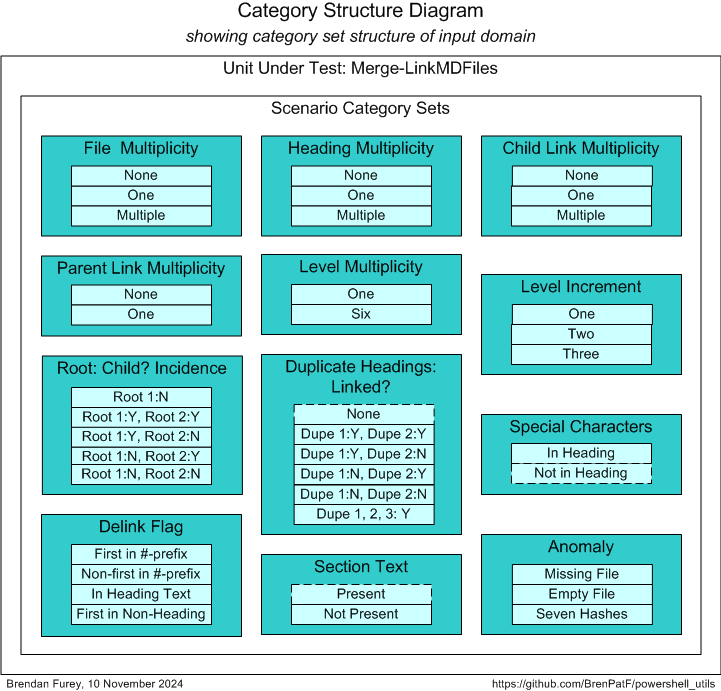 Category Structure Diagram
showing category set structure of input domain
Unit Under Test: Merge-LinkMDFiles
Scenario Category Sets
File Multiplicity
None
One
Multiple
Heading Multiplicity
None
One
Multiple
Child Link Multiplicity
None
One
Multiple
Parent Link Multiplicity
None
One
Level Multiplicity
One
Six
Level Increment
One
Two
Three
Root: Child? Incidence
Root 1:N
Root 1:Y, Root 2:Y
Root 1:Y, Root 2:N
Root 1:N, Root 2:Y
Root 1:N, Root 2:N
Duplicate Headings:
Linked?
None
Dupe 1:Y, Dupe 2:Y
Dupe 1:Y, Dupe 2:N
Dupe 1:N, Dupe 2:Y
Dupe 1:N, Dupe 2:N
Dupe 1, 2, 3: Y
Special Characters
In Heading
Not in Heading
Delink Flag
First in #-prefix
Non-first in #-prefix
In Heading Text
First in Non-Heading
Section Text
Present
Not Present
Anomaly
Missing File
Empty File
Seven Hashes
Brendan Furey, 10 November 2024
https://github.com/BrenPatF/powershell_utils